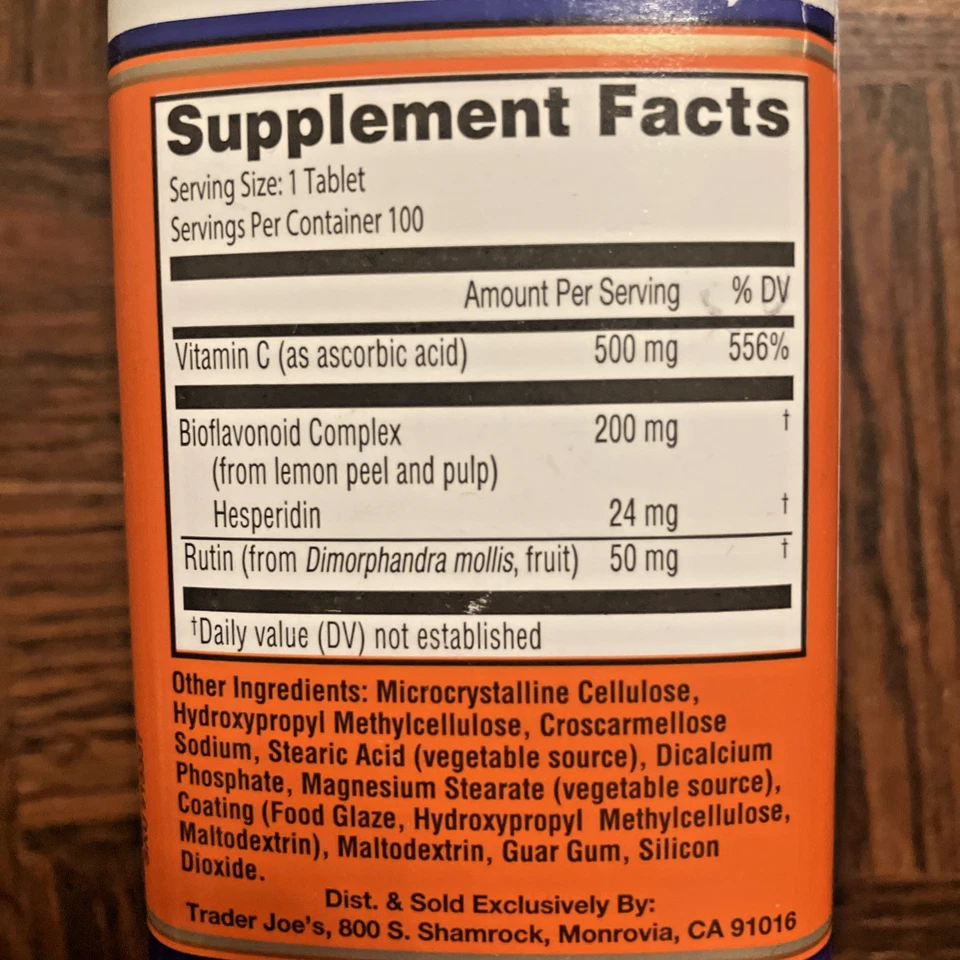 Supplement Facts
Serving Size: 1 Tablet
Servings Per Container 100
Amount Per Serving % DV
Vitamin C (as ascorbic acid) 500 mg 556%
Bioflavonoid Complex 200 mg †
(from lemon peel and pulp)
Hesperidin 24 mg †
Rutin (from Dimorphandra mollis, fruit) 50 mg †
†Daily value (DV) not established
Other Ingredients: Microcrystalline Cellulose,
Hydroxypropyl Methylcellulose, Croscarmellose
Sodium, Stearic Acid (vegetable source), Dicalcium
Phosphate, Magnesium Stearate (vegetable source),
Coating (Food Glaze, Hydroxypropyl Methylcellulose,
Maltodextrin), Maltodextrin, Guar Gum, Silicon
Dioxide.
Dist. & Sold Exclusively By:
Trader Joe's, 800 S. Shamrock, Monrovia, CA 91016